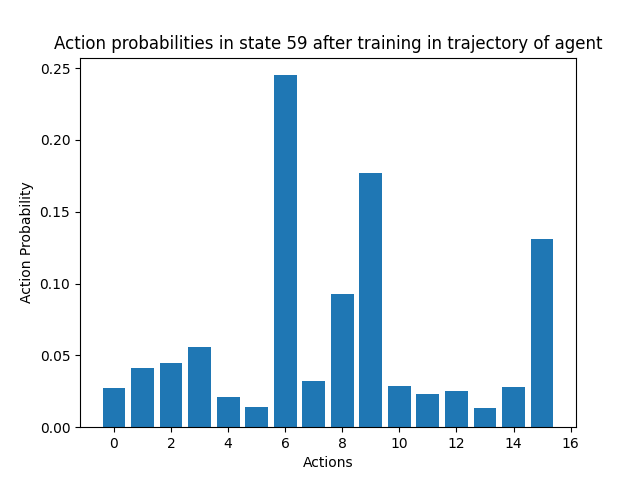 Action probabilities in state 59 after training in trajectory of agent
0.25
0.20
0.15
0.10
0.05
0.00
Action Probability
0 2 4 6 8 10 12 14 16
Actions